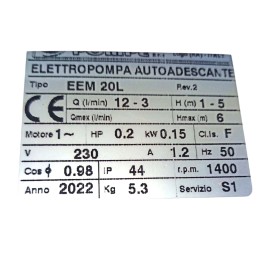 ELETTROPOMPA AUTOADESCANTE
Tipo EEM 20L Rev.2
CE Q (l/min) 12 - 3 H (m) 1 - 5
Qmax (l/min) Hmax (m) 6
Motore 1~ HP 0.2 kW 0.15 Cl.Is. F
V 230 A 1.2 Hz 50
Cos ϕ 0.98 IP 44 r.p.m. 1400
Anno 2022 Kg 5.3 Servizio S1